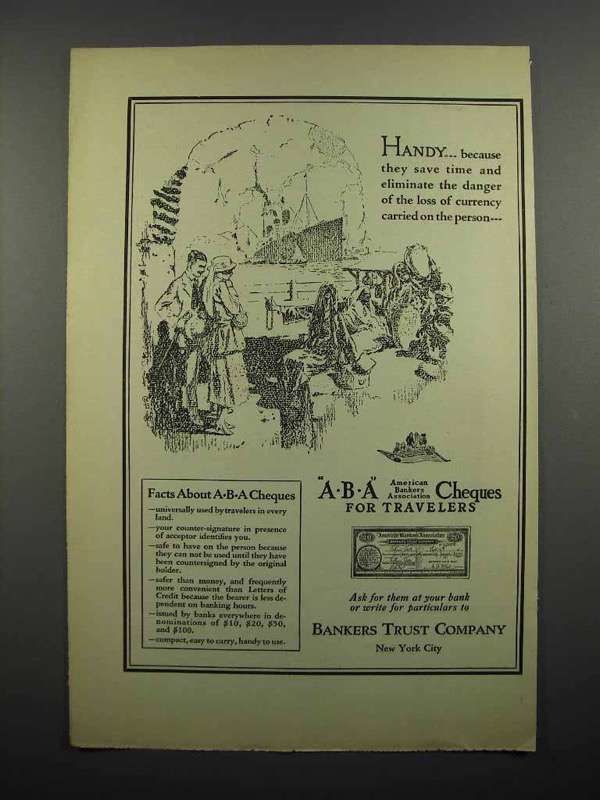 HANDY--- because
they save time and
eliminate the danger
of the loss of currency
carried on the person---
Facts About A·B·A Cheques
—universally used by travelers in every
land.
—your counter-signature in presence
of acceptor identifies you.
—safe to have on the person because
they can not be used until they have
been countersigned by the original
holder.
—safer than money, and frequently
more convenient than Letters of
Credit because the bearer is less de-
pendent on banking hours.
—issued by banks everywhere in de-
nominations of $10, $20, $50,
and $100.
—compact, easy to carry, handy to use.
"A·B·A" American
Bankers
Association Cheques
FOR TRAVELERS
American Bankers Association
Ask for them at your bank
or write for particulars to
BANKERS TRUST COMPANY
New York City